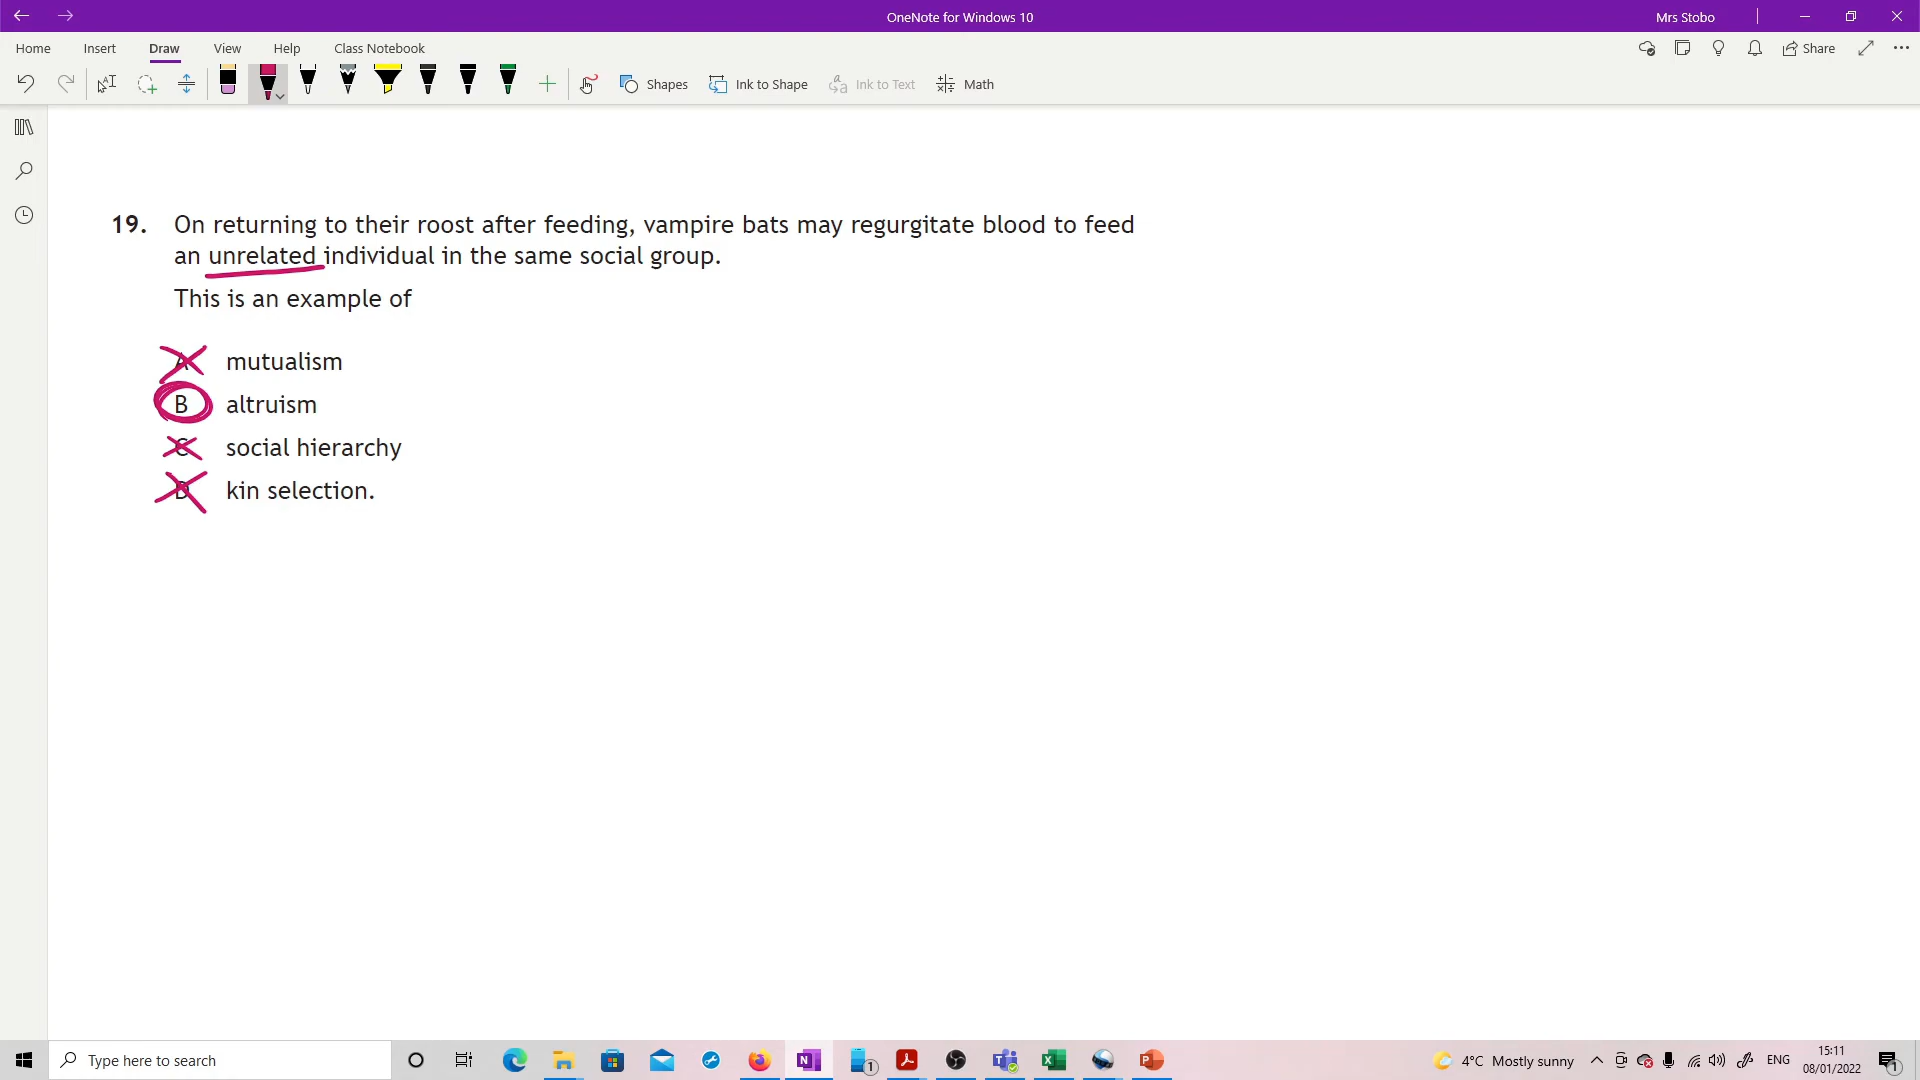 OneNote for Windows 10
Mrs Stobo
Home Insert Draw View Help Class Notebook
Share
Shapes Ink to Shape Ink to Text Math
19. On returning to their roost after feeding, vampire bats may regurgitate blood to feed
an unrelated individual in the same social group.
This is an example of
A mutualism
B altruism
C social hierarchy
D kin selection.
Type here to search
4°C Mostly sunny
ENG
15:11
08/01/2022